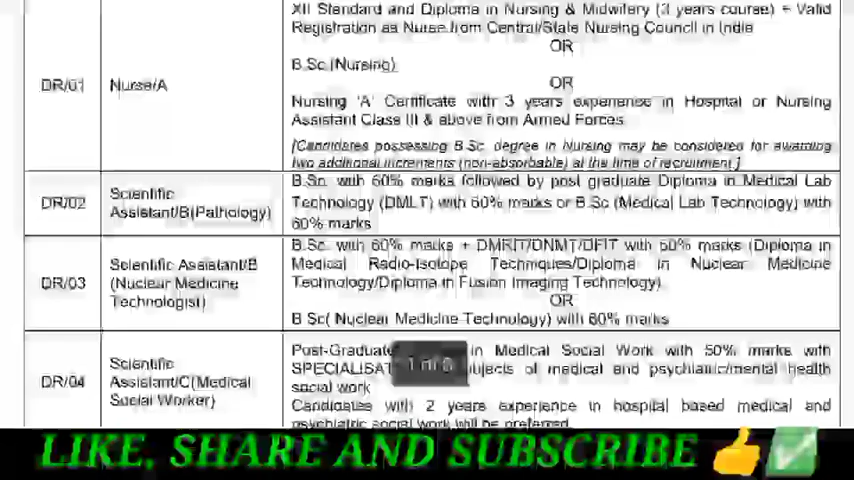 XII Standard and Diploma in Nursing & Midwifery (3 years course) + Valid
Registration as Nurse from Central/State Nursing Council in India
OR
DR/01 Nurse/A B.Sc.(Nursing)
OR
Nursing 'A' Certificate with 3 years experience in Hospital or Nursing
Assistant Class III & above from Armed Forces
[Candidates possessing B.Sc. degree in Nursing may be considered for awarding
two additional increments (non-absorbable) at the time of recruitment.]
DR/02 Scientific
Assistant/B(Pathology)
B.Sc. with 60% marks followed by post graduate Diploma in Medical Lab
Technology (DMLT) with 60% marks or B.Sc (Medical Lab Technology) with
60% marks
DR/03 Scientific Assistant/B
(Nuclear Medicine
Technologist)
B.Sc. with 60% marks + DMRIT/DNMT/DFIT with 50% marks (Diploma in
Medical Radio-Isotope Techniques/Diploma in Nuclear Medicine
Technology/Diploma in Fusion Imaging Technology)
OR
B Sc( Nuclear Medicine Technology) with 60% marks
DR/04 Scientific
Assistant/C(Medical
Social Worker)
Post-Graduate in Medical Social Work with 50% marks with
of medical and psychiatric/mental health
social work
Candidates with 2 years experience in hospital based medical and
psychiatric social work will be preferred.
LIKE, SHARE AND SUBSCRIBE 👍✅